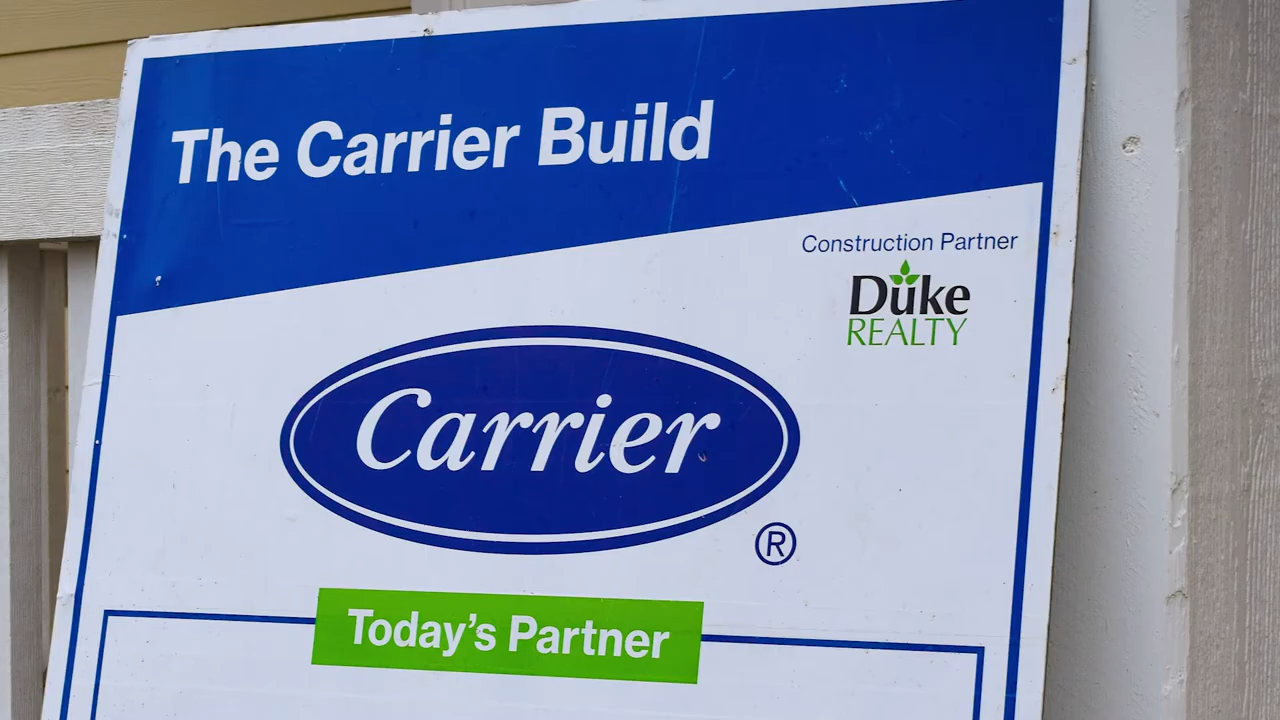 The Carrier Build
Construction Partner
Duke
REALTY
Carrier
®
Today's Partner